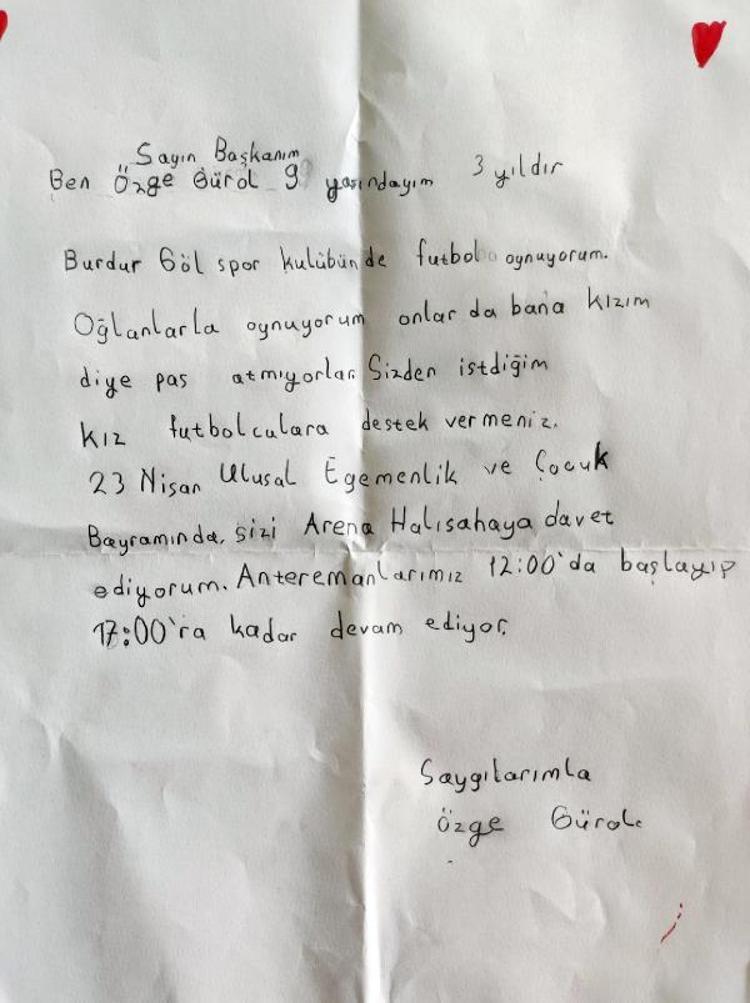 Sayın Başkanım
Ben Özge Gürol 9 yaşındayım 3 yıldır
Burdur Göl spor kulübünde futbol oynuyorum.
Oğlanlarla oynuyorum onlar da bana kızım
diye pas atmıyorlar. Sizden istdiğim
kız futbolculara destek vermeniz.
23 Nisan Ulusal Egemenlik ve Çocuk
Bayramında, sizi Arena Halısahaya davet
ediyorum. Anteremanlarımız 12:00'da başlayıp
17:00'ra kadar devam ediyor.
Saygılarımla
Özge Gürol